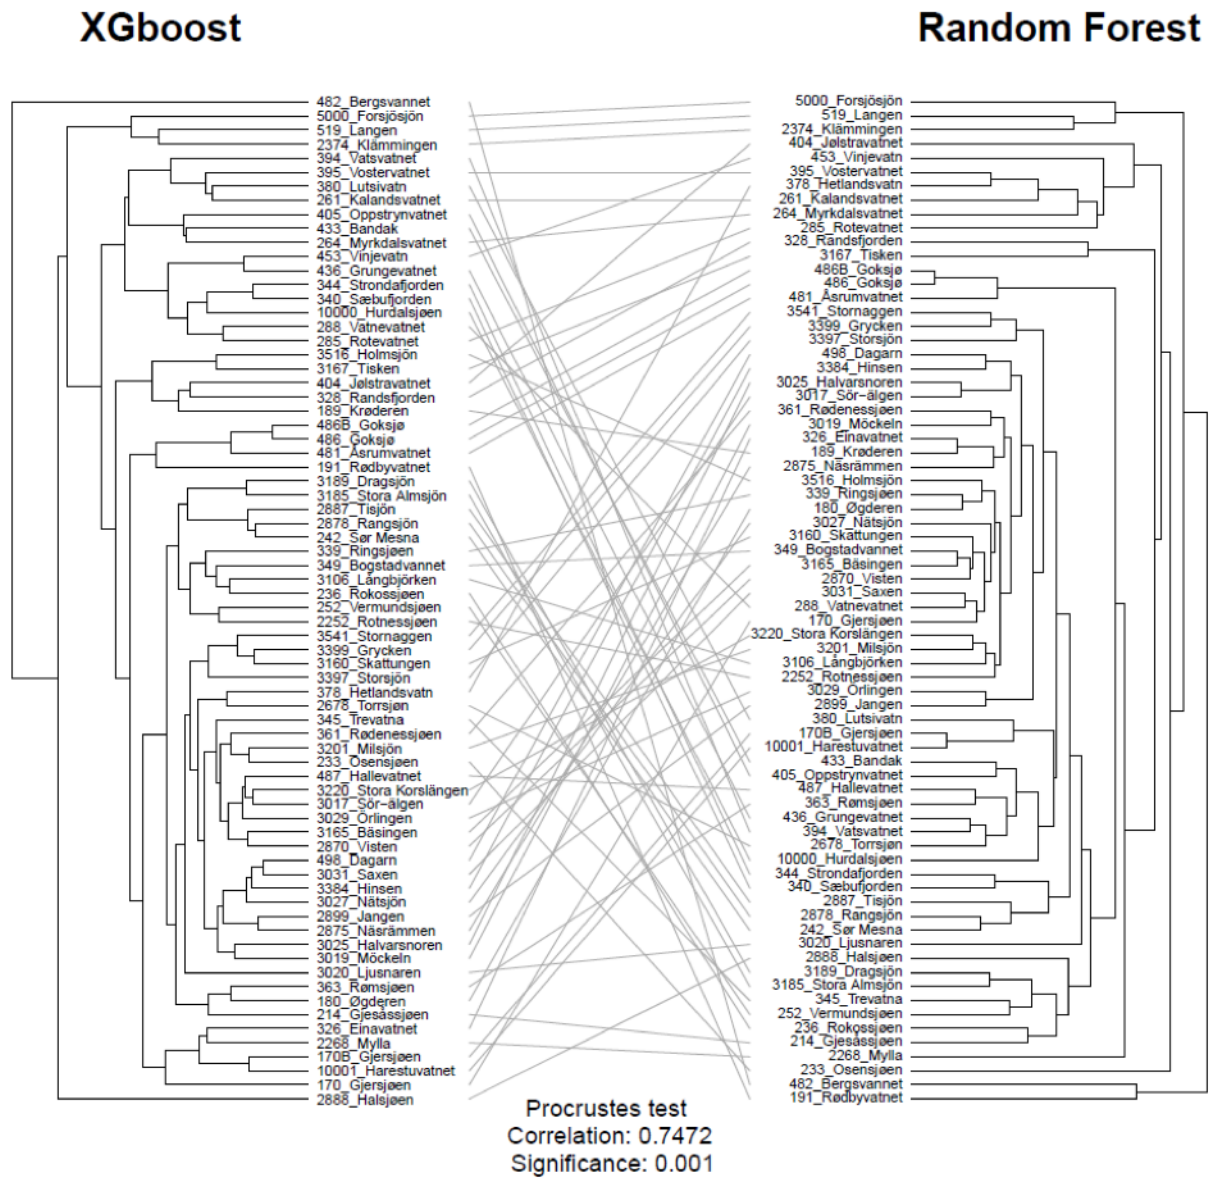 XGboost
Random Forest
482_Bergsvannet
5000_Forsjösjön
519_Langen
2374_Klämmingen
394_Vatsvatnet
395_Vostervatnet
380_Lutsivatn
261_Kalandsvatnet
405_Oppstrynvatnet
433_Bandak
264_Myrkdalsvatnet
453_Vinjevatn
436_Grungevatnet
344_Strondafjorden
340_Sæbufjorden
10000_Hurdalsjøen
288_Vatnevatnet
285_Rotevatnet
3516_Holmsjön
3167_Tisken
404_Jølstravatnet
328_Randsfjorden
189_Krøderen
486B_Goksjø
486_Goksjø
481_Åsrumvatnet
191_Rødbyvatnet
3189_Dragsjön
3185_Stora Almsjön
2887_Tisjön
2878_Rangsjön
242_Sør Mesna
339_Ringsjøen
349_Bogstadvannet
3106_Långbjörken
236_Rokossjøen
252_Vermundsjøen
2252_Rotnessjøen
3541_Stornaggen
3399_Grycken
3160_Skattungen
3397_Storsjön
378_Hetlandsvatn
2678_Torrsjøn
345_Trevatna
361_Rødenessjøen
3201_Milsjön
233_Osensjøen
487_Hallevatnet
3220_Stora Korslängen
3017_Sör−älgen
3029_Örlingen
3165_Bäsingen
2870_Visten
498_Dagarn
3031_Saxen
3384_Hinsen
3027_Nätsjön
2899_Jangen
2875_Näsrämmen
3025_Halvarsnoren
3019_Möckeln
3020_Ljusnaren
363_Rømsjøen
180_Øgderen
214_Gjesåssjøen
326_Einavatnet
2268_Mylla
170B_Gjersjøen
10001_Harestuvatnet
170_Gjersjøen
2888_Halsjøen
5000_Forsjösjön
519_Langen
2374_Klämmingen
404_Jølstravatnet
453_Vinjevatn
395_Vostervatnet
378_Hetlandsvatn
261_Kalandsvatnet
264_Myrkdalsvatnet
285_Rotevatnet
328_Randsfjorden
3167_Tisken
486B_Goksjø
486_Goksjø
481_Åsrumvatnet
3541_Stornaggen
3399_Grycken
3397_Storsjön
498_Dagarn
3384_Hinsen
3025_Halvarsnoren
3017_Sör−älgen
361_Rødenessjøen
3019_Möckeln
326_Einavatnet
189_Krøderen
2875_Näsrämmen
3516_Holmsjön
339_Ringsjøen
180_Øgderen
3027_Nätsjön
3160_Skattungen
349_Bogstadvannet
3165_Bäsingen
2870_Visten
3031_Saxen
288_Vatnevatnet
170_Gjersjøen
3220_Stora Korslängen
3201_Milsjön
3106_Långbjörken
2252_Rotnessjøen
3029_Örlingen
2899_Jangen
380_Lutsivatn
170B_Gjersjøen
10001_Harestuvatnet
433_Bandak
405_Oppstrynvatnet
487_Hallevatnet
363_Rømsjøen
436_Grungevatnet
394_Vatsvatnet
2678_Torrsjøn
10000_Hurdalsjøen
344_Strondafjorden
340_Sæbufjorden
2887_Tisjön
2878_Rangsjön
242_Sør Mesna
3020_Ljusnaren
2888_Halsjøen
3189_Dragsjön
3185_Stora Almsjön
345_Trevatna
252_Vermundsjøen
236_Rokossjøen
214_Gjesåssjøen
2268_Mylla
233_Osensjøen
482_Bergsvannet
191_Rødbyvatnet
Procrustes test
Correlation: 0.7472
Significance: 0.001